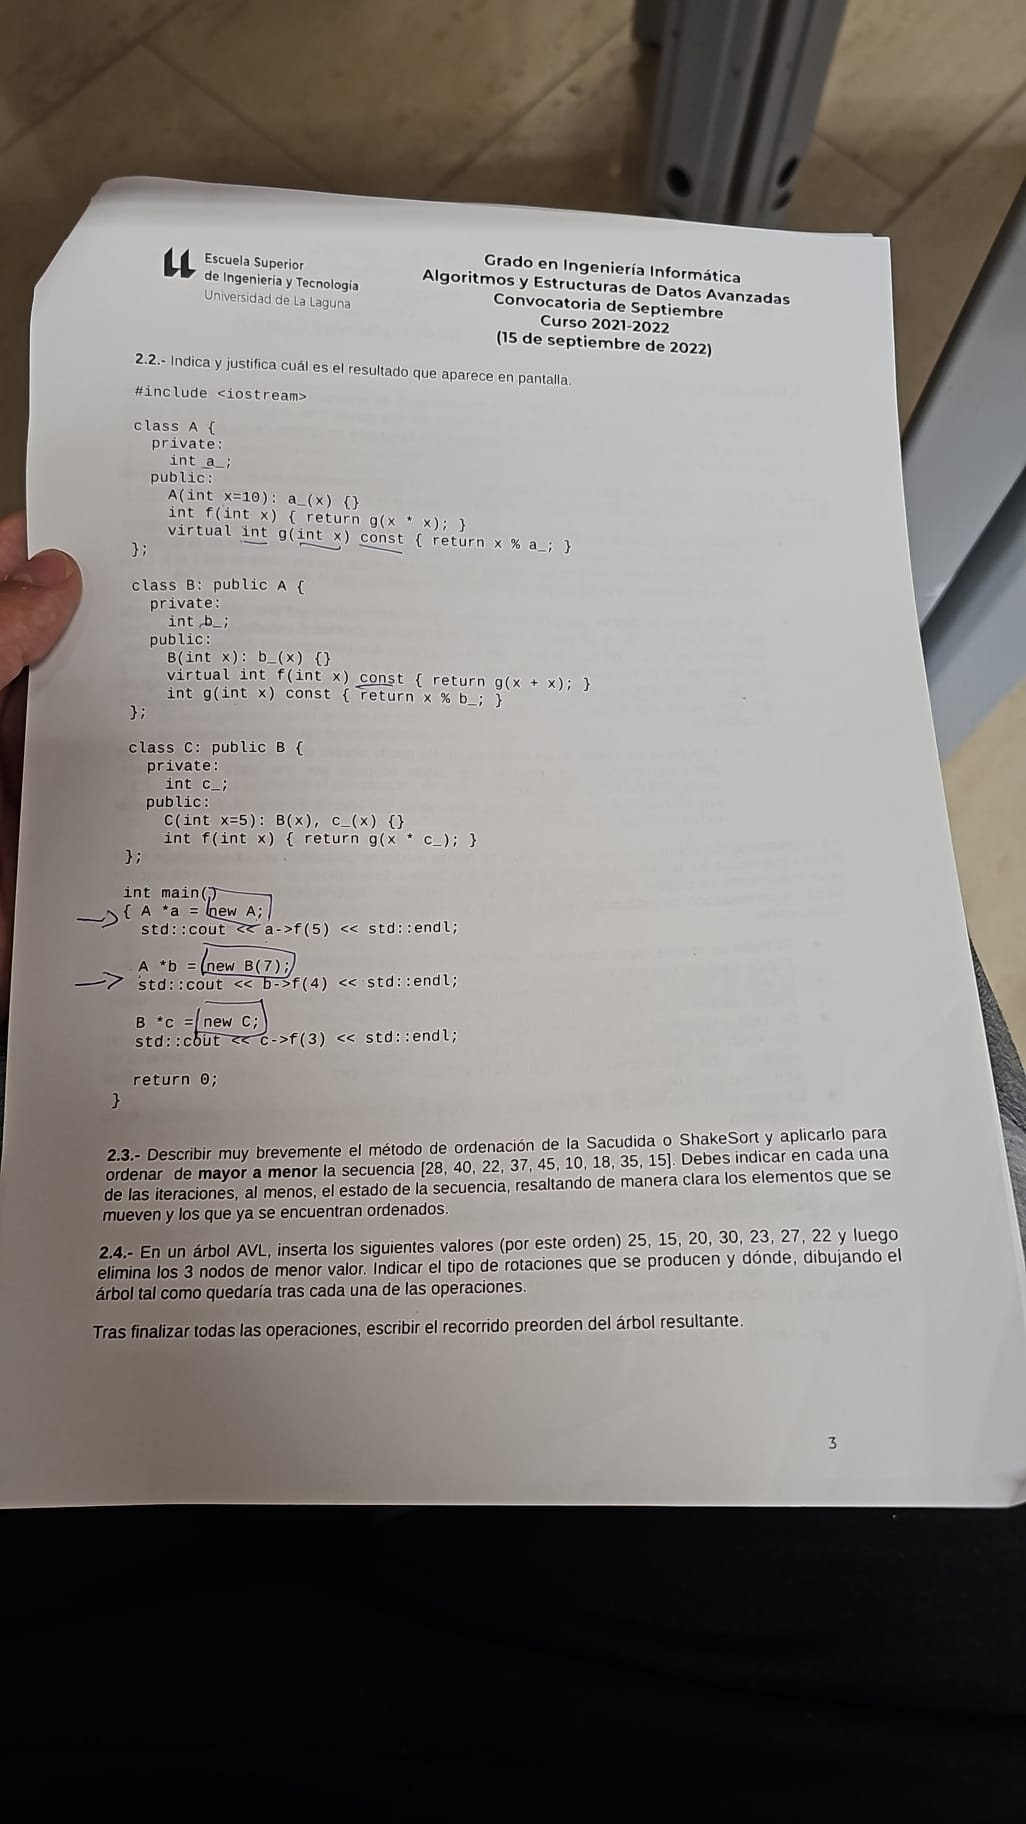 Escuela Superior
de Ingeniería y Tecnología
Universidad de La Laguna
Grado en Ingeniería Informática
Algoritmos y Estructuras de Datos Avanzadas
Convocatoria de Septiembre
Curso 2021-2022
(15 de septiembre de 2022)
2.2.- Indica y justifica cuál es el resultado que aparece en pantalla.
#include <iostream>
class A {
private:
int a_;
public:
A(int x=10): a_(x) {}
int f(int x) { return g(x * x); }
virtual int g(int x) const { return x % a_; }
};
class B: public A {
private:
int b_;
public:
B(int x): b_(x) {}
virtual int f(int x) const { return g(x + x); }
int g(int x) const { return x % b_; }
};
class C: public B {
private:
int c_;
public:
C(int x=5): B(x), c_(x) {}
int f(int x) { return g(x * c_); }
};
int main()
{ A *a = new A;
std::cout << a->f(5) << std::endl;
A *b = new B(7);
std::cout << b->f(4) << std::endl;
B *c = new C;
std::cout << c->f(3) << std::endl;
return 0;
}
2.3.- Describir muy brevemente el método de ordenación de la Sacudida o ShakeSort y aplicarlo para
ordenar de mayor a menor la secuencia [28, 40, 22, 37, 45, 10, 18, 35, 15]. Debes indicar en cada una
de las iteraciones, al menos, el estado de la secuencia, resaltando de manera clara los elementos que se
mueven y los que ya se encuentran ordenados.
2.4.- En un árbol AVL, inserta los siguientes valores (por este orden) 25, 15, 20, 30, 23, 27, 22 y luego
elimina los 3 nodos de menor valor. Indicar el tipo de rotaciones que se producen y dónde, dibujando el
árbol tal como quedaría tras cada una de las operaciones.
Tras finalizar todas las operaciones, escribir el recorrido preorden del árbol resultante.
3